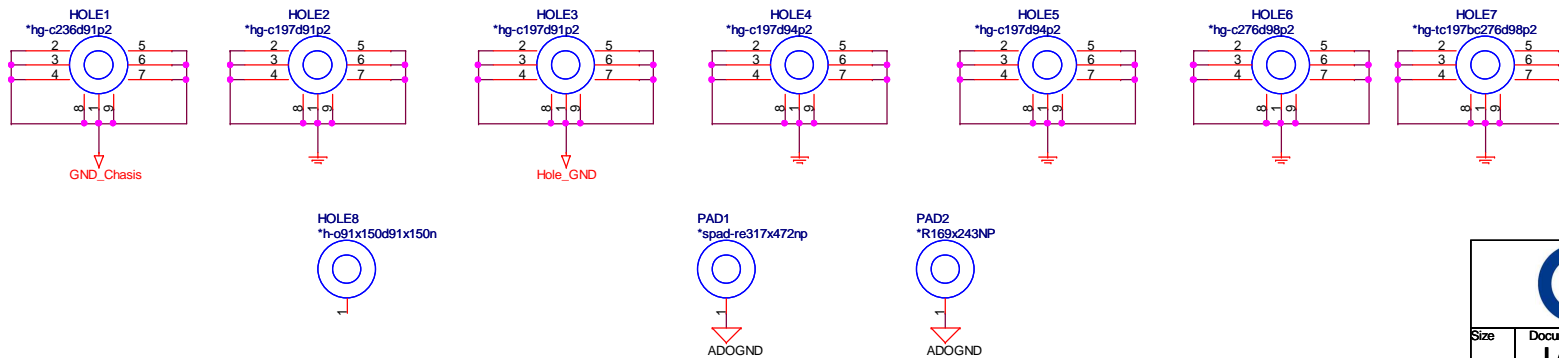 HOLE1 HOLE2 HOLE3 HOLE4 HOLE5 HOLE6 HOLE7
*hg-c236d91p2 *hg-c197d91p2 *hg-c197d91p2 *hg-c197d94p2 *hg-c197d94p2 *hg-c276d98p2 *hg-tc197bc276d98p2
2 5 2 5 2 5 2 5 2 5 2 5 2 5
3 6 3 6 3 6 3 6 3 6 3 6 3 6
4 7 4 7 4 7 4 7 4 7 4 7 4 7
8 1 9 8 1 9 8 1 9 8 1 9 8 1 9 8 1 9 8 1 9
GND_Chasis Hole_GND
HOLE8 PAD1 PAD2
*h-o91x150d91x150n *spad-re317x472np *R169x243NP
1 1 1
ADOGND ADOGND
Size